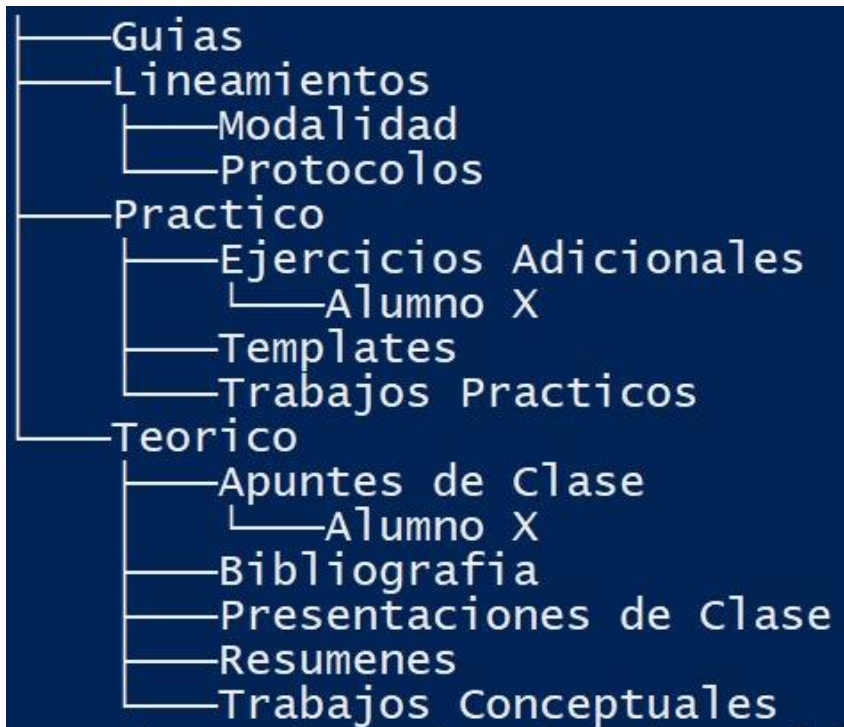 Guias
Lineamientos
Modalidad
Protocolos
Practico
Ejercicios Adicionales
Alumno X
Templates
Trabajos Practicos
Teorico
Apuntes de Clase
Alumno X
Bibliografia
Presentaciones de Clase
Resumenes
Trabajos Conceptuales